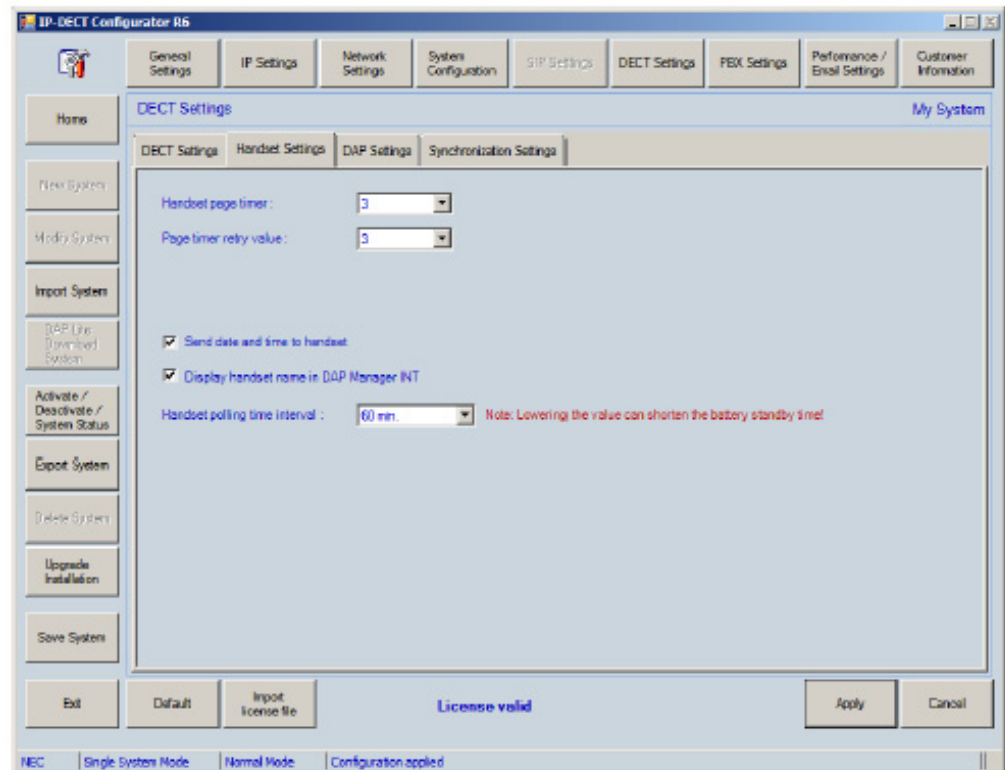 IP-DECT Configurator R6
General Settings
IP Settings
Network Settings
System Configuration
SIP Settings
DECT Settings
PBX Settings
Performance / Email Settings
Customer Information
Home
New System
Modify System
Import System
DAP Lite Download System
Activate / Deactivate / System Status
Export System
Delete System
Upgrade Installation
Save System
Exit
DECT Settings
My System
DECT Settings
Handset Settings
DAP Settings
Synchronization Settings
Handset page timer :
3
Page timer retry value :
3
Send date and time to handset
Display handset name in DAP Manager INT
Handset polling time interval :
60 min.
Note: Lowering the value can shorten the battery standby time!
Default
Import license file
License valid
Apply
Cancel
NEC
Single System Mode
Normal Mode
Configuration applied